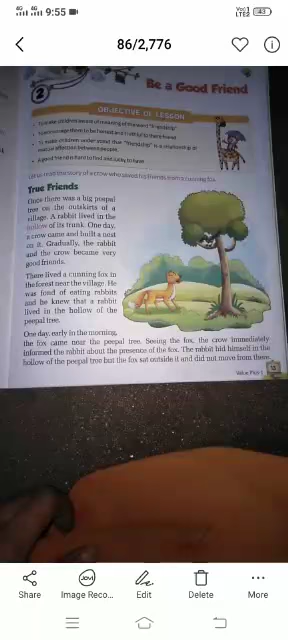 9:55
86/2,776
2
Be a Good Friend
OBJECTIVE OF LESSON
True Friends
Once there was a big peepal
tree on the outskirts of a
village. A rabbit lived in the
hollow of its trunk. One day,
a crow came and built a nest
on it. Gradually, the rabbit
and the crow became very
good friends.
There lived a cunning fox in
the forest near the village. He
was fond of eating rabbits
and he knew that a rabbit
lived in the hollow of the
peepal tree.
One day, early in the morning,
the fox came near the peepal tree. Seeing the fox, the crow immediately
informed the rabbit about the presence of the fox. The rabbit hid himself in the
hollow of the peepal tree but the fox sat outside it and did not move from there.
Share
Image Reco...
Edit
Delete
More